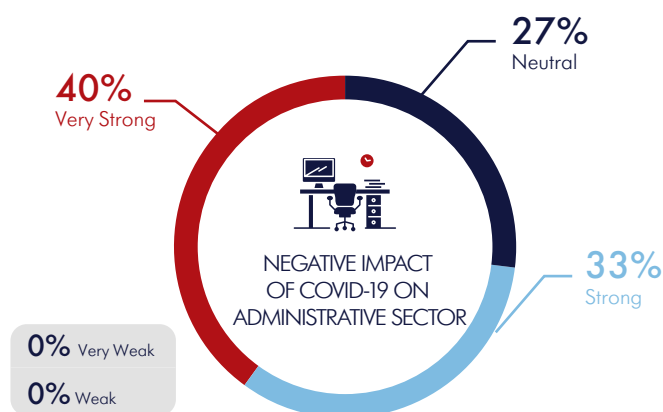 27%
Neutral
40%
Very Strong
NEGATIVE IMPACT
OF COVID-19 ON
ADMINISTRATIVE SECTOR
33%
Strong
0% Very Weak
0% Weak